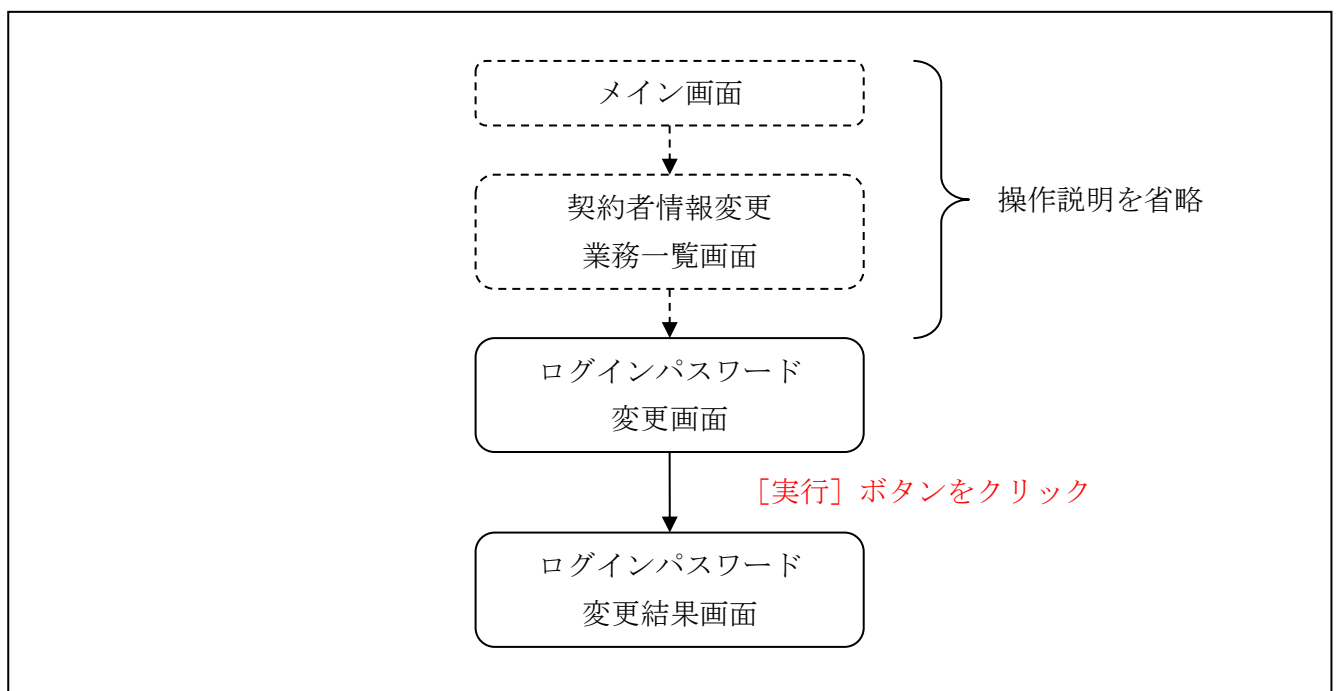 メイン画面
契約者情報変更
業務一覧画面
操作説明を省略
ログインパスワード
変更画面
［実行］ボタンをクリック
ログインパスワード
変更結果画面